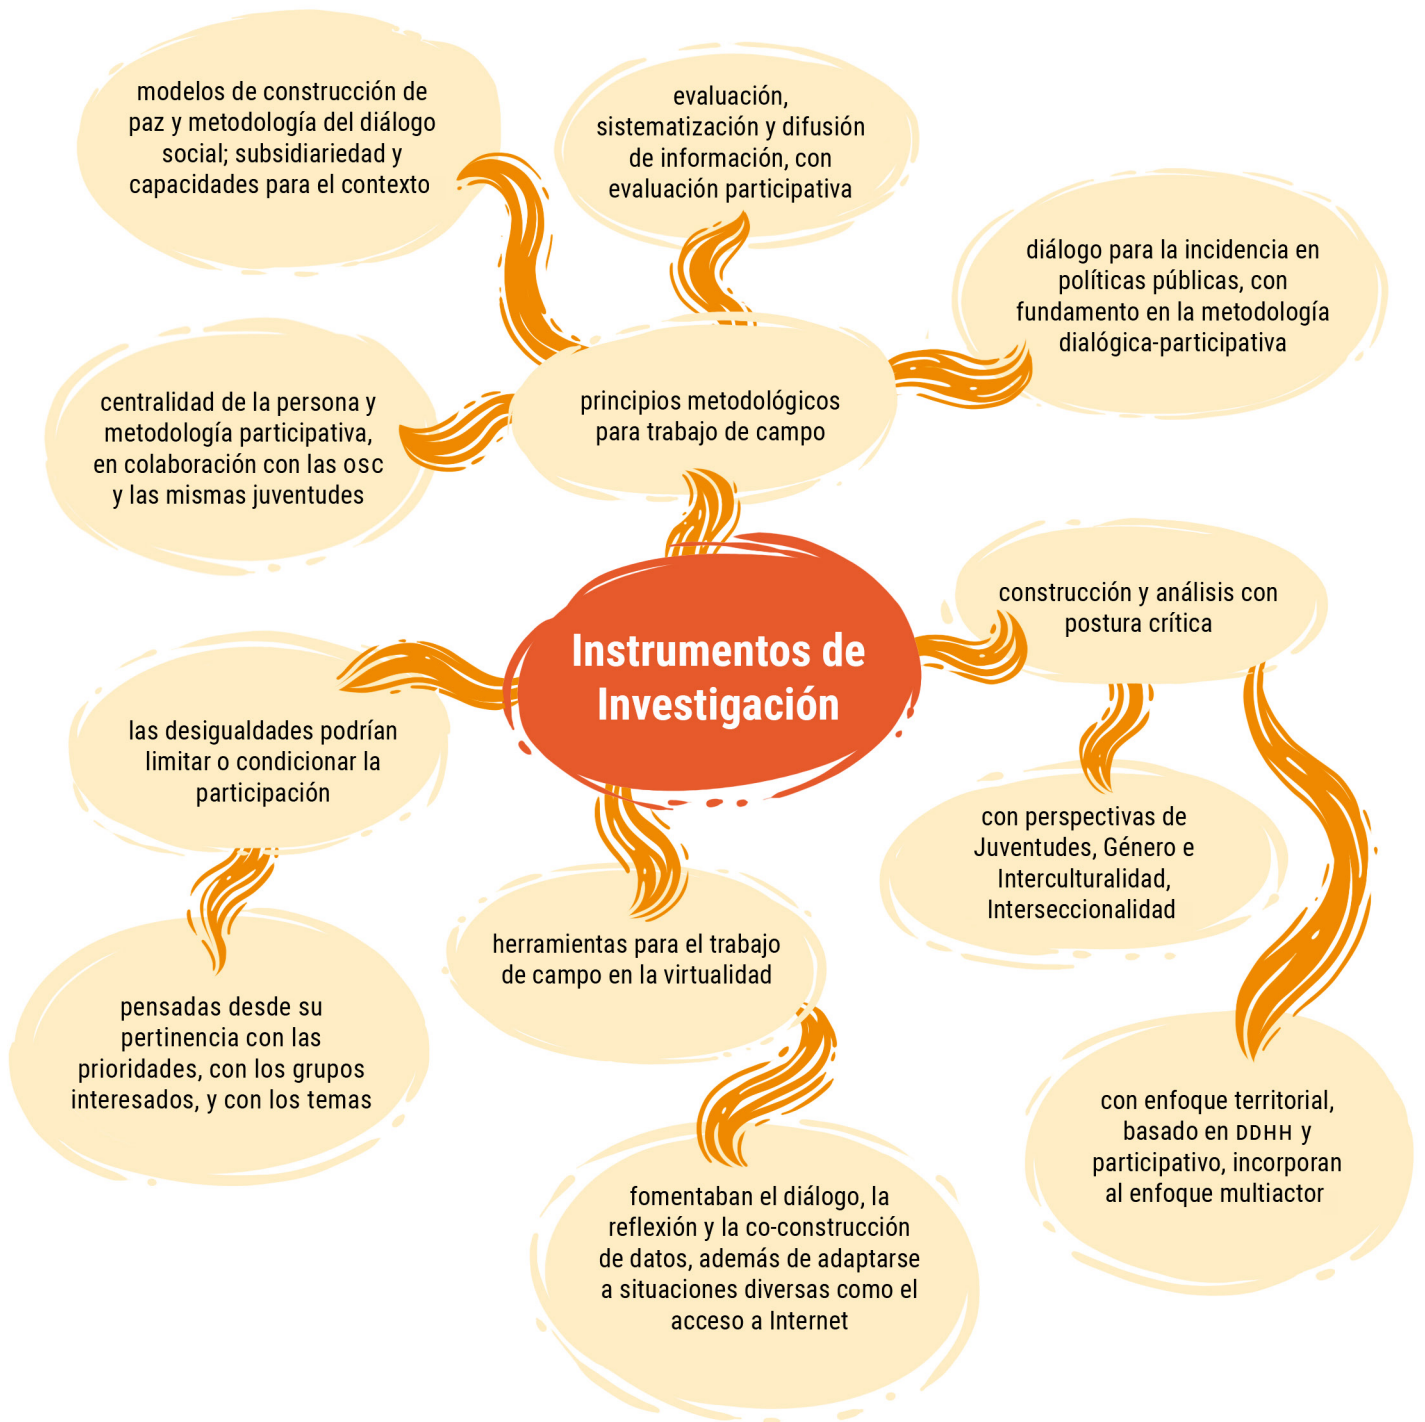 modelos de construcción de
paz y metodología del diálogo
social; subsidiariedad y
capacidades para el contexto
evaluación,
sistematización y difusión
de información, con
evaluación participativa
diálogo para la incidencia en
políticas públicas, con
fundamento en la metodología
dialógica-participativa
centralidad de la persona y
metodología participativa,
en colaboración con las OSC
y las mismas juventudes
principios metodológicos
para trabajo de campo
Instrumentos de
Investigación
construcción y análisis con
postura crítica
las desigualdades podrían
limitar o condicionar la
participación
con perspectivas de
Juventudes, Género e
Interculturalidad,
Interseccionalidad
herramientas para el trabajo
de campo en la virtualidad
pensadas desde su
pertinencia con las
prioridades, con los grupos
interesados, y con los temas
con enfoque territorial,
basado en DDHH y
participativo, incorporan
al enfoque multiactor
fomentaban el diálogo, la
reflexión y la co-construcción
de datos, además de adaptarse
a situaciones diversas como el
acceso a Internet